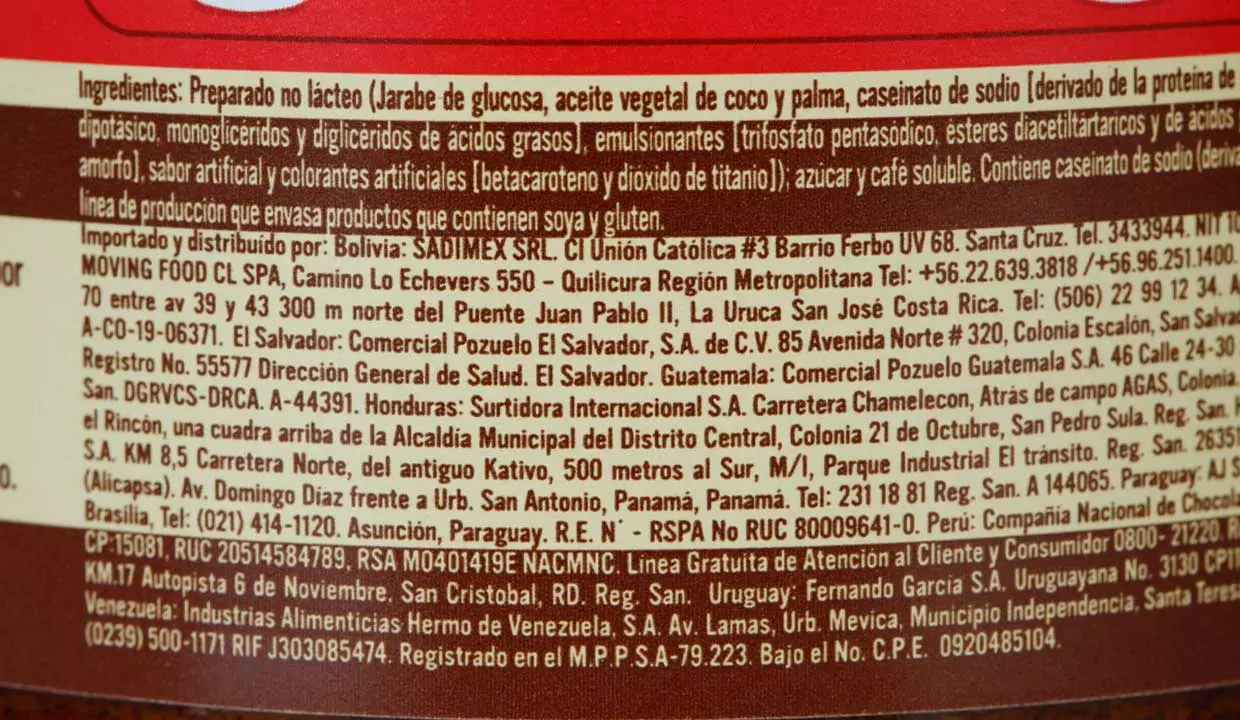 Ingredientes: Preparado no lácteo (Jarabe de glucosa, aceite vegetal de coco y palma, caseinato de sodio [derivado de la proteína de
dipotásico, monoglicéridos y diglicéridos de ácidos grasos], emulsionantes [trifosfato pentasódico, ésteres diacetiltártaricos y de ácidos
amorfo], sabor artificial y colorantes artificiales [betacaroteno y dióxido de titanio]); azúcar y café soluble. Contiene caseinato de sodio (deriva
línea de producción que envasa productos que contienen soya y gluten.
Importado y distribuído por: Bolivia: SADIMEX SRL. Cl Unión Católica #3 Barrio Ferbo UV 68. Santa Cruz. Tel. 3433944. NIT 10
or
MOVING FOOD CL SPA, Camino Lo Echevers 550 - Quilicura Región Metropolitana Tel: +56.22.639.3818 /+56.96.251.1400.
70 entre av 39 y 43 300 m norte del Puente Juan Pablo II, La Uruca San José Costa Rica. Tel: (506) 22 99 12 34. A
A-CO-19-06371. El Salvador: Comercial Pozuelo El Salvador, S.A. de C.V. 85 Avenida Norte # 320, Colonia Escalón, San Salvad
Registro No. 55577 Dirección General de Salud. El Salvador. Guatemala: Comercial Pozuelo Guatemala S.A. 46 Calle 24-30
San. DGRVCS-DRCA. A-44391. Honduras: Surtidora Internacional S.A. Carretera Chamelecon, Atrás de campo AGAS, Colonia
el Rincón, una cuadra arriba de la Alcaldía Municipal del Distrito Central, Colonia 21 de Octubre, San Pedro Sula. Reg. San. H
S.A. KM 8,5 Carretera Norte, del antiguo Kativo, 500 metros al Sur, M/I, Parque Industrial El tránsito. Reg. San. 26351
o.
(Alicapsa). Av. Domingo Díaz frente a Urb. San Antonio, Panamá, Panamá. Tel: 231 18 81 Reg. San. A 144065. Paraguay: AJ S
Brasilia, Tel: (021) 414-1120. Asunción, Paraguay. R.E. N° - RSPA No RUC 80009641-0. Perú: Compañía Nacional de Chocola
CP:15081, RUC 20514584789, RSA M0401419E NACMNC. Línea Gratuita de Atención al Cliente y Consumidor 0800- 21220.
KM.17 Autopista 6 de Noviembre. San Cristobal, RD. Reg. San. Uruguay: Fernando García S.A. Uruguayana No. 3130 CP11
Venezuela: Industrias Alimenticias Hermo de Venezuela, S.A. Av. Lamas, Urb. Mevica, Municipio Independencia, Santa Teres
(0239) 500-1171 RIF J303085474. Registrado en el M.P.P.S.A-79.223. Bajo el No. C.P.E. 0920485104.